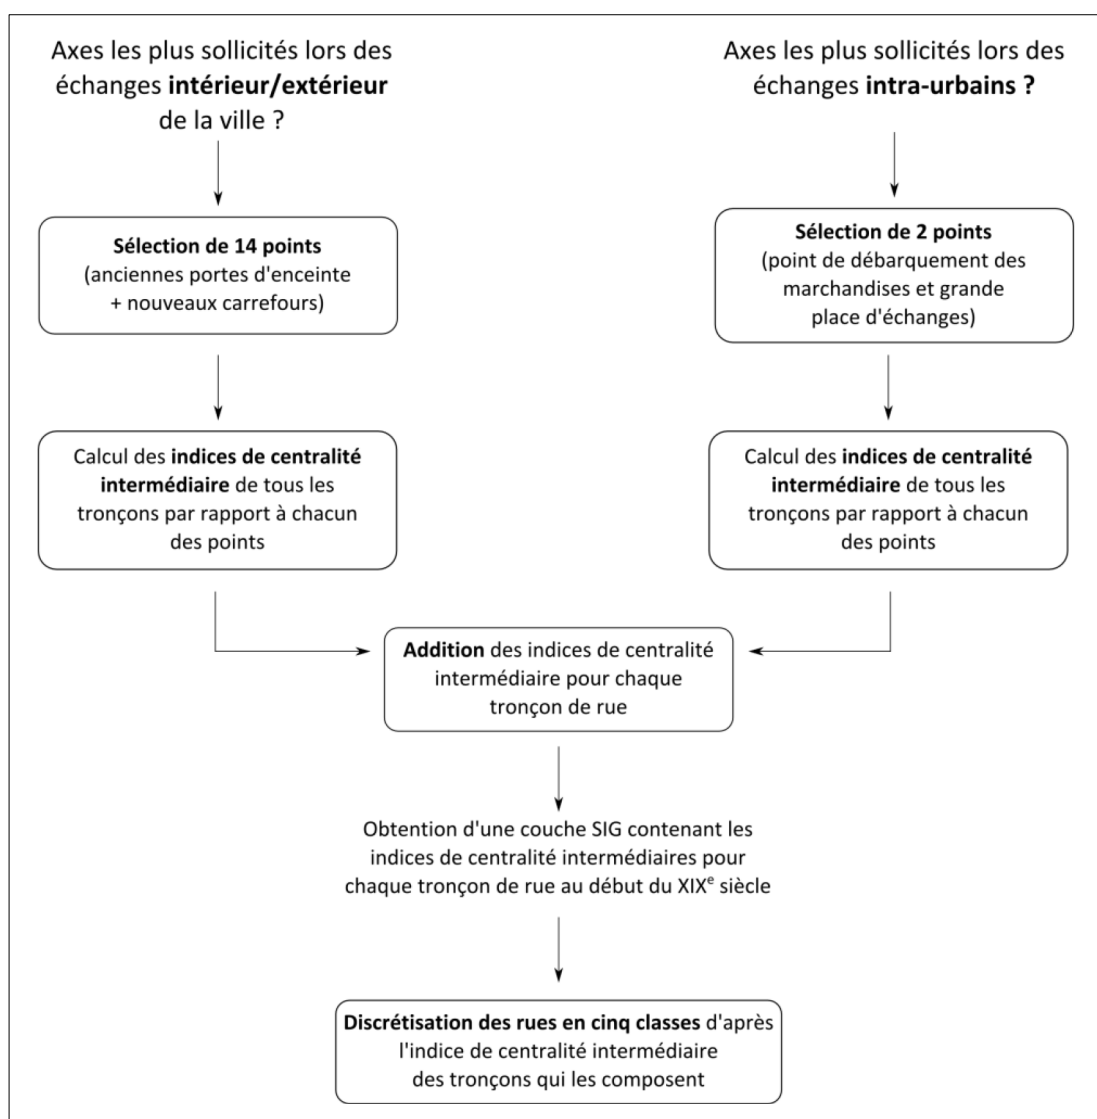 Axes les plus sollicités lors des
échanges intérieur/extérieur
de la ville ?
Axes les plus sollicités lors des
échanges intra-urbains ?
Sélection de 14 points
(anciennes portes d'enceinte
+ nouveaux carrefours)
Sélection de 2 points
(point de débarquement des
marchandises et grande
place d'échanges)
Calcul des indices de centralité
intermédiaire de tous les
tronçons par rapport à chacun
des points
Calcul des indices de centralité
intermédiaire de tous les
tronçons par rapport à chacun
des points
Addition des indices de centralité
intermédiaire pour chaque
tronçon de rue
Obtention d'une couche SIG contenant les
indices de centralité intermédiaires pour
chaque tronçon de rue au début du XIXe siècle
Discrétisation des rues en cinq classes d'après
l'indice de centralité intermédiaire
des tronçons qui les composent